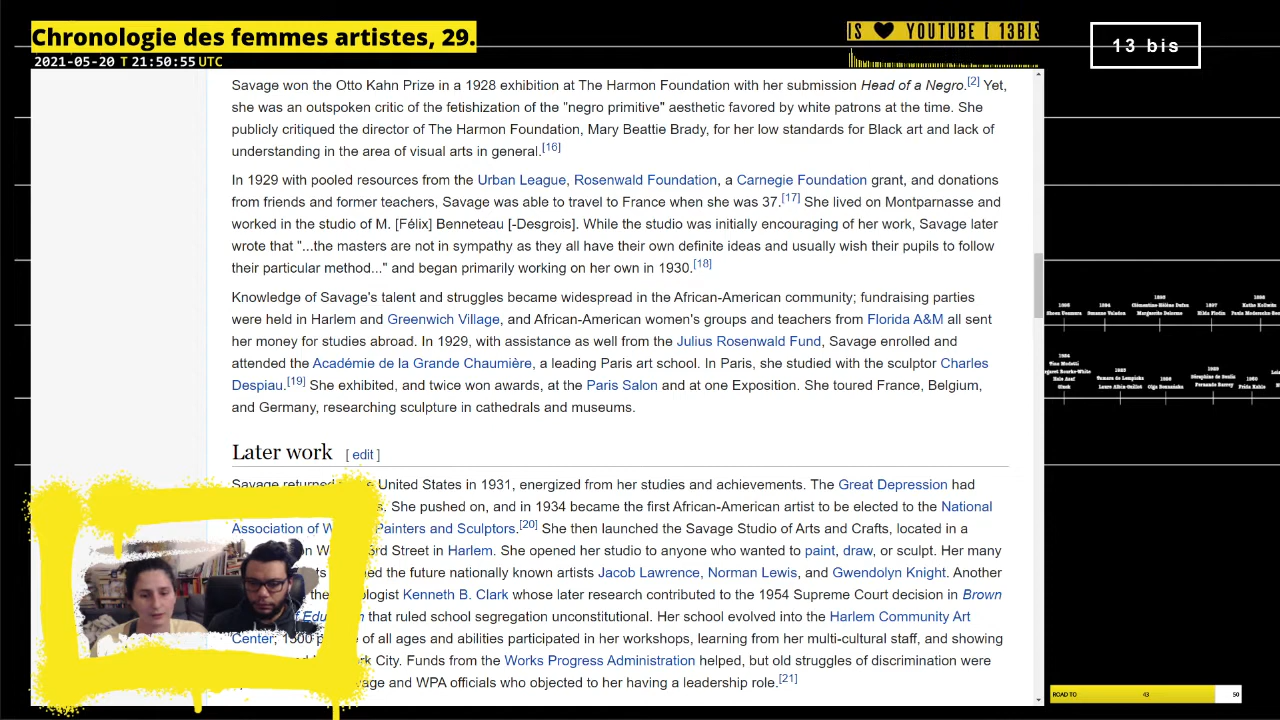 Chronologie des femmes artistes, 29.
2021-05-20 T 21:50:55 UTC
IS ♥ YOUTUBE [ 13BIS
13 bis
Savage won the Otto Kahn Prize in a 1928 exhibition at The Harmon Foundation with her submission Head of a Negro.[2] Yet,
she was an outspoken critic of the fetishization of the "negro primitive" aesthetic favored by white patrons at the time. She
publicly critiqued the director of The Harmon Foundation, Mary Beattie Brady, for her low standards for Black art and lack of
understanding in the area of visual arts in general.[16]
In 1929 with pooled resources from the Urban League, Rosenwald Foundation, a Carnegie Foundation grant, and donations
from friends and former teachers, Savage was able to travel to France when she was 37.[17] She lived on Montparnasse and
worked in the studio of M. [Félix] Benneteau [-Desgrois]. While the studio was initially encouraging of her work, Savage later
wrote that "...the masters are not in sympathy as they all have their own definite ideas and usually wish their pupils to follow
their particular method..." and began primarily working on her own in 1930.[18]
Knowledge of Savage's talent and struggles became widespread in the African-American community; fundraising parties
were held in Harlem and Greenwich Village, and African-American women's groups and teachers from Florida A&M all sent
her money for studies abroad. In 1929, with assistance as well from the Julius Rosenwald Fund, Savage enrolled and
attended the Académie de la Grande Chaumière, a leading Paris art school. In Paris, she studied with the sculptor Charles
Despiau.[19] She exhibited, and twice won awards, at the Paris Salon and at one Exposition. She toured France, Belgium,
and Germany, researching sculpture in cathedrals and museums.
Later work [ edit ]
Savage returned United States in 1931, energized from her studies and achievements. The Great Depression had
She pushed on, and in 1934 became the first African-American artist to be elected to the National
Association of W Painters and Sculptors.[20] She then launched the Savage Studio of Arts and Crafts, located in a
on W 3rd Street in Harlem. She opened her studio to anyone who wanted to paint, draw, or sculpt. Her many
the future nationally known artists Jacob Lawrence, Norman Lewis, and Gwendolyn Knight. Another
Kenneth B. Clark whose later research contributed to the 1954 Supreme Court decision in Brown
that ruled school segregation unconstitutional. Her school evolved into the Harlem Community Art
Center; 1500 of all ages and abilities participated in her workshops, learning from her multi-cultural staff, and showing
City. Funds from the Works Progress Administration helped, but old struggles of discrimination were
and WPA officials who objected to her having a leadership role.[21]
ROAD TO 43 50